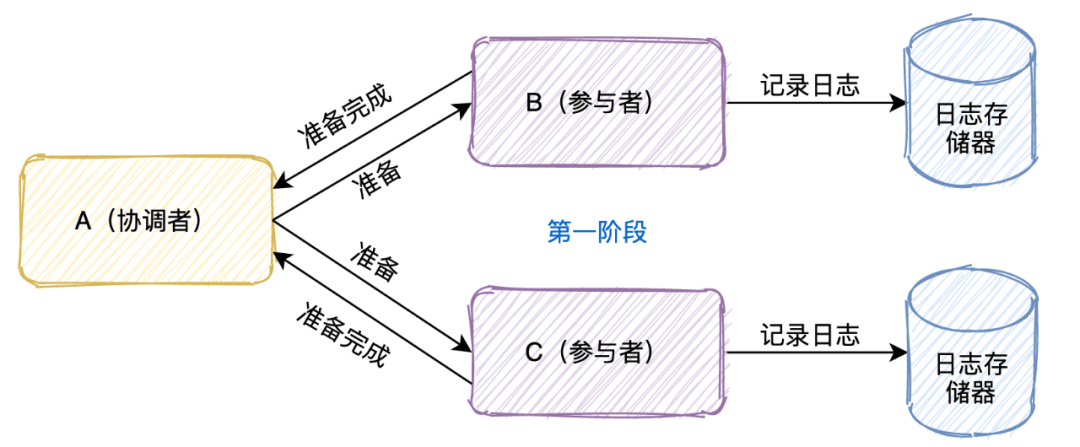 准备完成
准备
A（协调者）
准备
准备完成
B（参与者）
记录日志
日志存
储器
第一阶段
C（参与者）
记录日志
日志存
储器